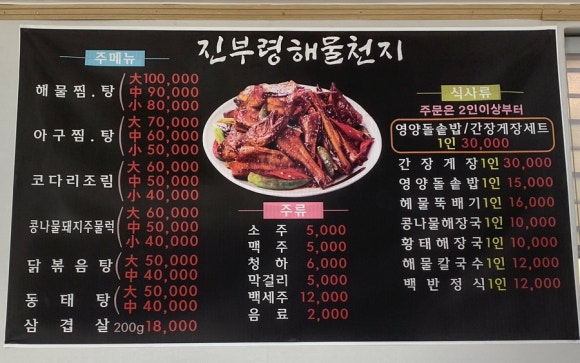 진부령해물천지
주메뉴
해물찜.탕 大100,000
中 90,000
小 80,000
아구찜.탕 大 70,000
中 60,000
小 50,000
코다리조림 大 60,000
中 50,000
小 40,000
콩나물돼지주물럭 大 60,000
中 50,000
小 40,000
닭볶음탕 大 50,000
中 40,000
동태탕 大 50,000
中 40,000
삼겹살 200g 18,000
주류
소주 5,000
맥주 5,000
청하 6,000
막걸리 5,000
백세주 12,000
음료 2,000
식사류
주문은 2인이상부터
영양돌솥밥/간장게장세트
1인 30,000
간장게장 1인 30,000
영양돌솥밥 1인 15,000
해물뚝배기 1인 16,000
콩나물해장국 1인 10,000
황태해장국 1인 10,000
해물칼국수 1인 12,000
백반정식 1인 12,000